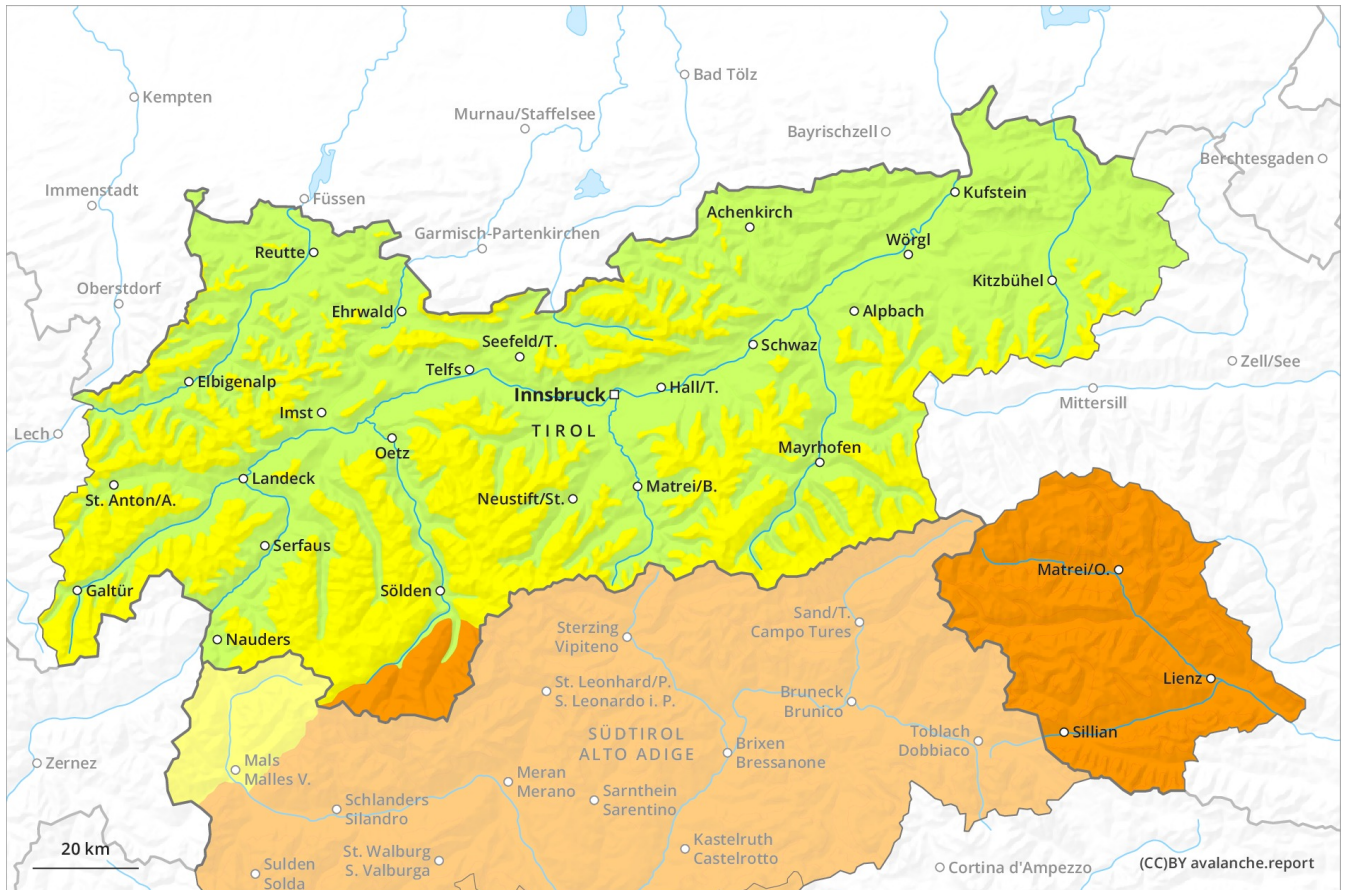 Bad Tölz
Kempten
Murnau/Staffelsee
Bayrischzell
Berchtesgaden
Immenstadt
Füssen
Kufstein
Achenkirch
Garmisch-Partenkirchen
Wörgl
Reutte
Kitzbühel
Oberstdorf
Ehrwald
Alpbach
Seefeld/T.
Schwaz
Zell/See
Telfs
Elbigenalp
Hall/T.
Innsbruck
Mittersill
Imst
Lech
TIROL
Oetz
Mayrhofen
Landeck
Matrei/B.
St. Anton/A.
Neustift/St.
Serfaus
Matrei/O.
Galtür
Sölden
Sand/T.
Campo Tures
Sterzing
Vipiteno
Nauders
Lienz
St. Leonhard/P.
S. Leonardo i. P.
Bruneck
Brunico
SÜDTIROL
ALTO ADIGE
Sillian
Toblach
Dobbiaco
Brixen
Bressanone
Zernez
Mals
Malles V.
Meran
Merano
Sarnthein
Sarentino
Schlanders
Silandro
Kastelruth
Castelrotto
20 km
St. Walburg
S. Valburga
Sulden
Solda
Cortina d'Ampezzo
(CC)BY avalanche.report